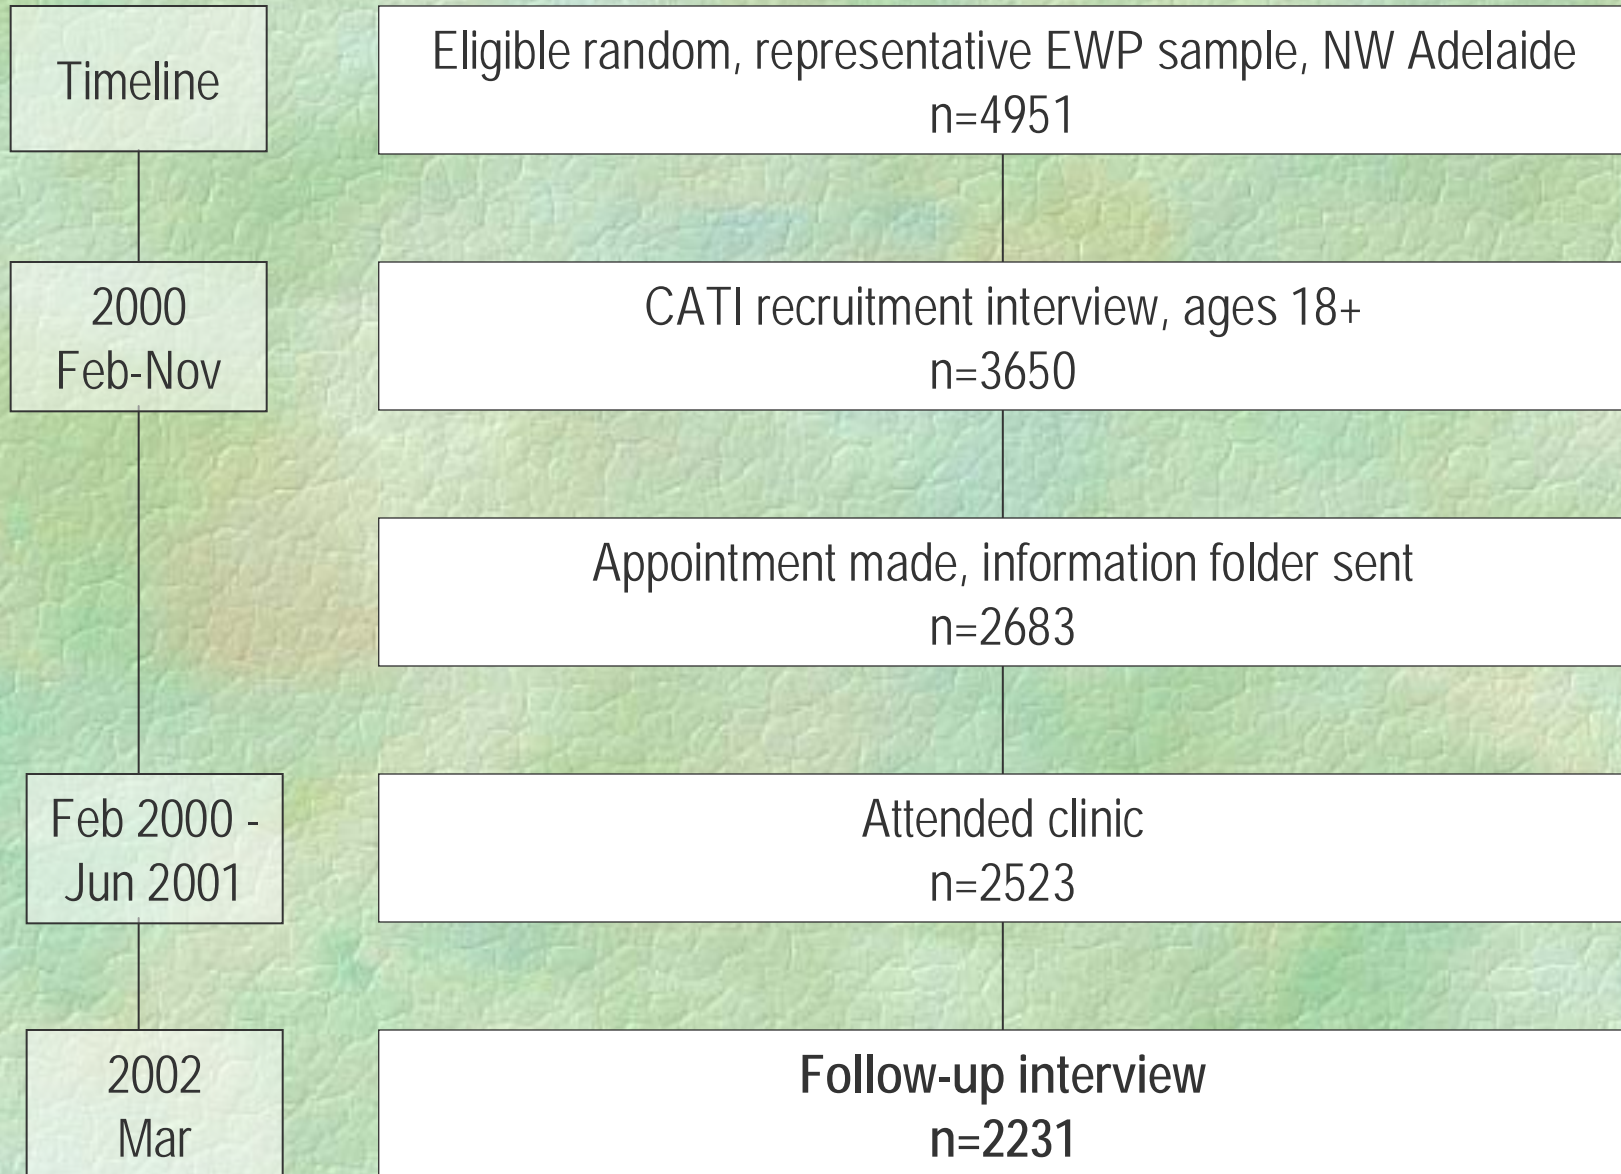 Timeline
Eligible random, representative EWP sample, NW Adelaide
n=4951
2000
Feb-Nov
CATI recruitment interview, ages 18+
n=3650
Appointment made, information folder sent
n=2683
Feb 2000 -
Jun 2001
Attended clinic
n=2523
2002
Mar
Follow-up interview
n=2231